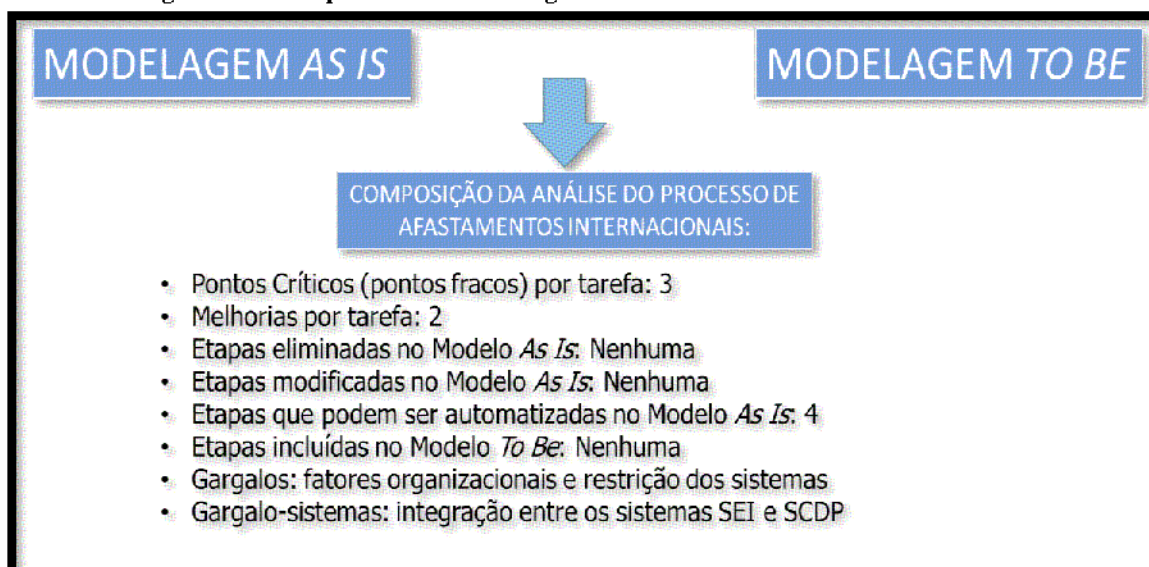 MODELAGEM AS IS
MODELAGEM TO BE
COMPOSIÇÃO DA ANÁLISE DO PROCESSO DE
AFASTAMENTOS INTERNACIONAIS:
• Pontos Críticos (pontos fracos) por tarefa: 3
• Melhorias por tarefa: 2
• Etapas eliminadas no Modelo As Is: Nenhuma
• Etapas modificadas no Modelo As Is: Nenhuma
• Etapas que podem ser automatizadas no Modelo As Is: 4
• Etapas incluídas no Modelo To Be: Nenhuma
• Gargalos: fatores organizacionais e restrição dos sistemas
• Gargalo-sistemas: integração entre os sistemas SEI e SCDP